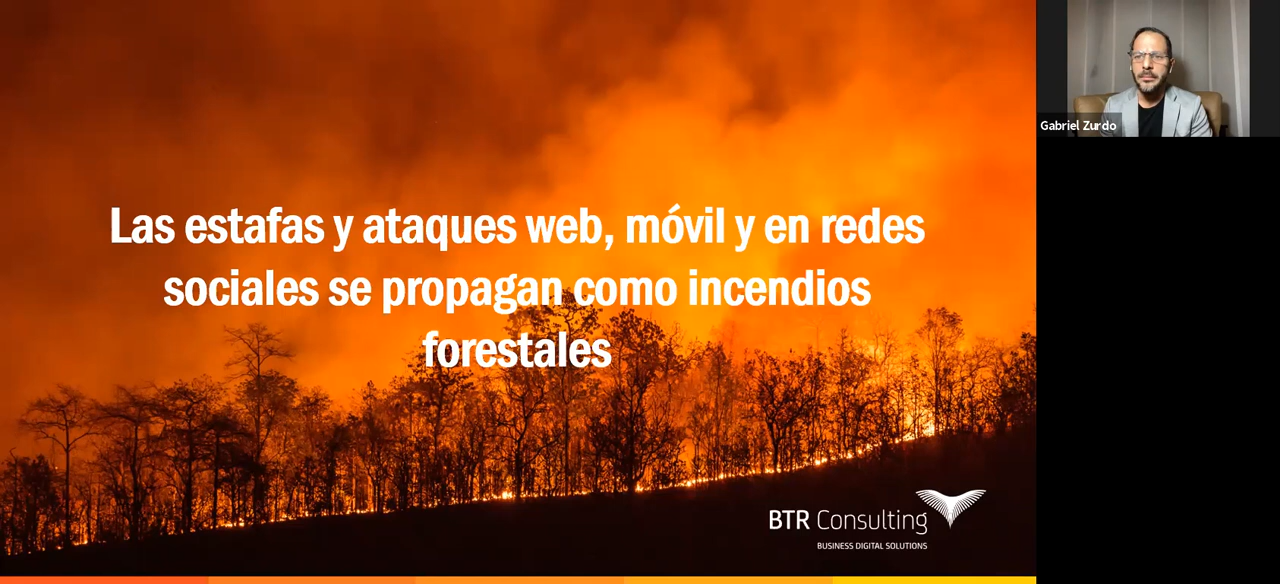 Las estafas y ataques web, móvil y en redes
sociales se propagan como incendios
forestales
BTR Consulting
BUSINESS DIGITAL SOLUTIONS
Gabriel Zurdo